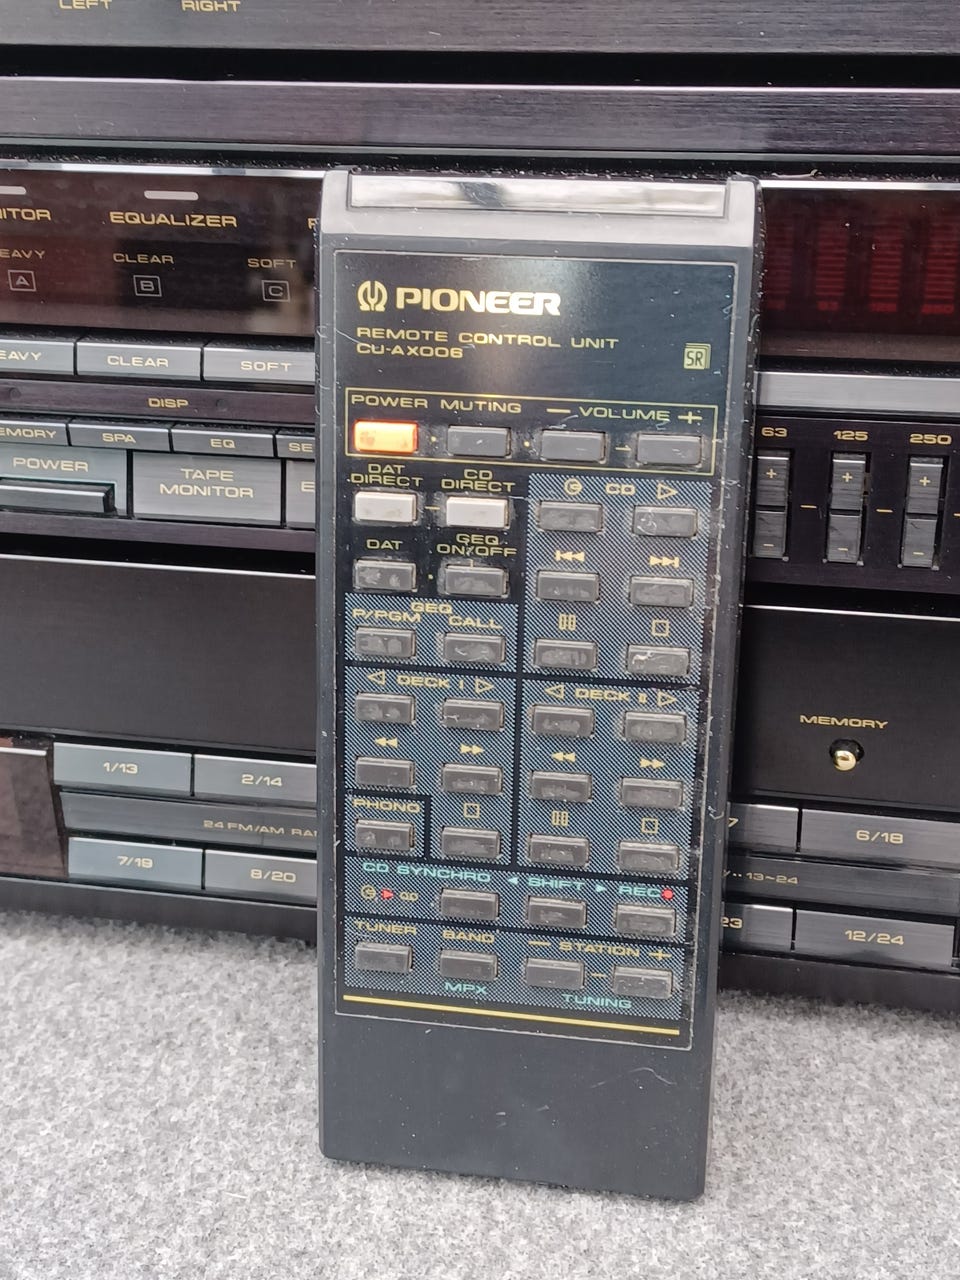 LEFT RIGHT
EQUALIZER
CLEAR SOFT
A B C
CLEAR SOFT
DISP
SPA EQ
POWER TAPE
MONITOR
PIONEER
REMOTE CONTROL UNIT
CU-AX006
SR
POWER MUTING — VOLUME +
DAT CD
DIRECT DIRECT
CD
DAT GEQ
ON/OFF
GEQ
P/PGM CALL
DECK I DECK II
PHONO
CD SYNCHRO SHIFT REC
TUNER BAND — STATION +
MPX TUNING
63 125 250
+ + +
– – –
MEMORY
1/13 2/14
24 FM/AM
7/19 8/20
6/18
13~24
12/24